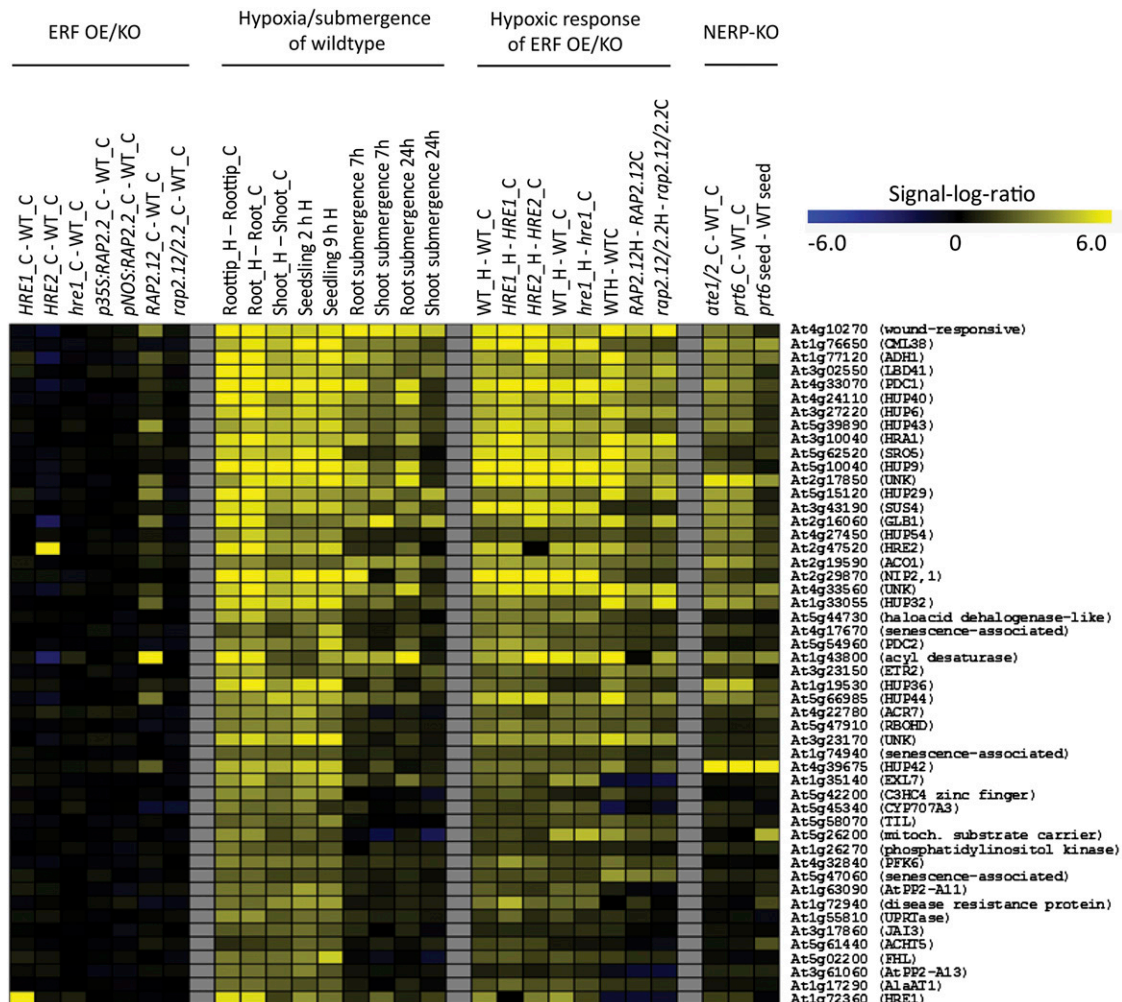 ERF OE/KO
Hypoxia/submergence
of wildtype
Hypoxic response
of ERF OE/KO
NERP-KO
HRE1_C - WT_C
HRE2_C - WT_C
hre1_C - WT_C
p35S:RAP2.2_C - WT_C
pNOS:RAP2.2_C - WT_C
RAP2.12_C - WT_C
rap2.12/2.2_C - WT_C
Roottip_H – Roottip_C
Root_H – Root_C
Shoot_H – Shoot_C
Seedsling 2 h H
Seedling 9 h H
Root submergence 7h
Shoot submergence 7h
Root submergence 24h
Shoot submergence 24h
WT_H - WT_C
HRE1_H - HRE1_C
HRE2_H - HRE2_C
WT_H - WT_C
hre1_H - hre1_C
WTH - WTC
RAP2.12H - RAP2.12C
rap2.12/2.2H - rap2.12/2.2C
ate1/2_C - WT_C
prt6_C - WT_C
prt6 seed - WT seed
Signal-log-ratio
-6.0 0 6.0
At4g10270 (wound-responsive)
At1g76650 (CML38)
At1g77120 (ADH1)
At3g02550 (LBD41)
At4g33070 (PDC1)
At4g24110 (HUP40)
At3g27220 (HUP6)
At5g39890 (HUP43)
At3g10040 (HRA1)
At5g62520 (SRO5)
At5g10040 (HUP9)
At2g17850 (UNK)
At5g15120 (HUP29)
At3g43190 (SUS4)
At2g16060 (GLB1)
At4g27450 (HUP54)
At2g47520 (HRE2)
At2g19590 (ACO1)
At2g29870 (NIP2,1)
At4g33560 (UNK)
At1g33055 (HUP32)
At5g44730 (haloacid dehalogenase-like)
At4g17670 (senescence-associated)
At5g54960 (PDC2)
At1g43800 (acyl desaturase)
At3g23150 (ETR2)
At1g19530 (HUP36)
At5g66985 (HUP44)
At4g22780 (ACR7)
At5g47910 (RBOHD)
At3g23170 (UNK)
At1g74940 (senescence-associated)
At4g39675 (HUP42)
At1g35140 (EXL7)
At5g42200 (C3HC4 zinc finger)
At5g45340 (CYP707A3)
At5g58070 (TIL)
At5g26200 (mitoch. substrate carrier)
At1g26270 (phosphatidylinositol kinase)
At4g32840 (PFK6)
At5g47060 (senescence-associated)
At1g63090 (AtPP2-A11)
At1g72940 (disease resistance protein)
At1g55810 (UPRTase)
At3g17860 (JAI3)
At5g61440 (ACHT5)
At5g02200 (FHL)
At3g61060 (AtPP2-A13)
At1g17290 (AlaAT1)
At1g72360 (HRE1)